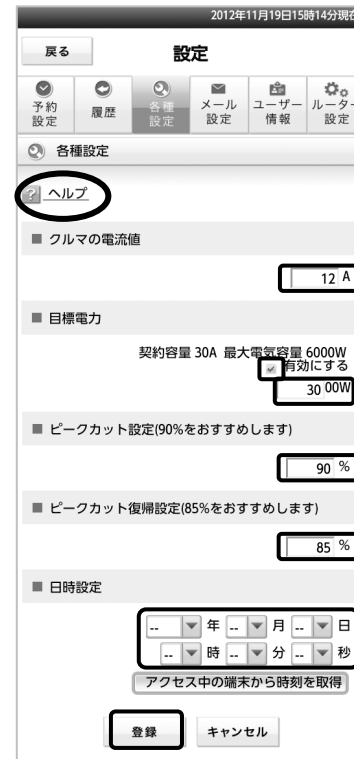 2012年11月19日15時14分現在
戻る
設定
予約
設定
履歴
各種
設定
メール
設定
ユーザー
情報
ルーター
設定
各種設定
? ヘルプ
■ クルマの電流値
12 A
■ 目標電力
契約容量 30A 最大電気容量 6000W
有効にする
30 00W
■ ピークカット設定(90%をおすすめします)
90 %
■ ピークカット復帰設定(85%をおすすめします)
85 %
■ 日時設定
-- 年 -- 月 -- 日
-- 時 -- 分 -- 秒
アクセス中の端末から時刻を取得
登録
キャンセル